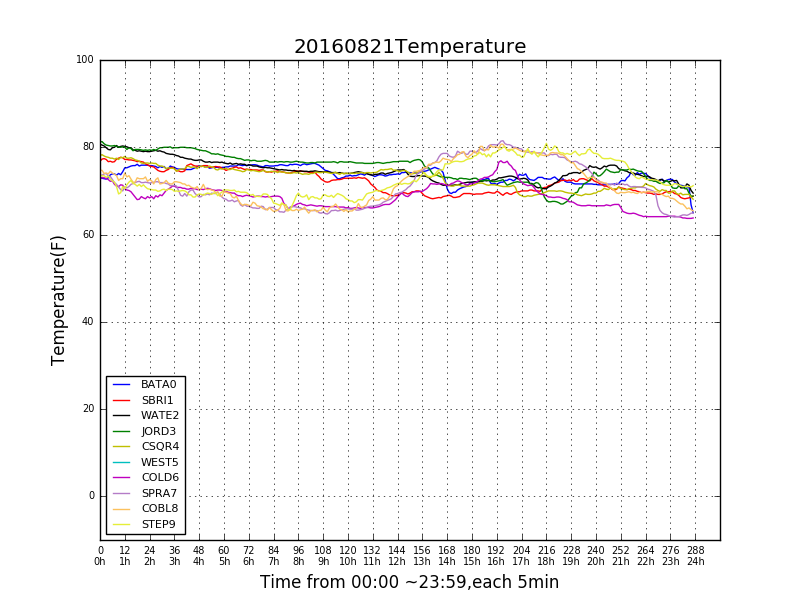 20160821Temperature
100
80
60
40
20
0
Temperature(F)
BATA0
SBRI1
WATE2
JORD3
CSQR4
WEST5
COLD6
SPRA7
COBL8
STEP9
0 12 24 36 48 60 72 84 96 108 120 132 144 156 168 180 192 204 216 228 240 252 264 276 288
0h 1h 2h 3h 4h 5h 6h 7h 8h 9h 10h 11h 12h 13h 14h 15h 16h 17h 18h 19h 20h 21h 22h 23h 24h
Time from 00:00 ~23:59,each 5min